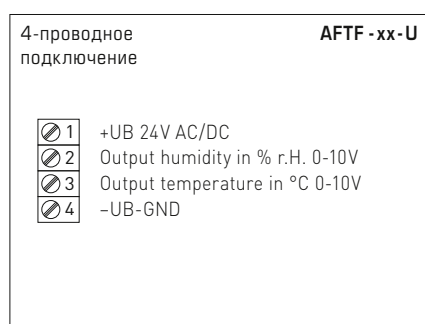 4-проводное AFTF - xx - U
подключение
1 +UB 24V AC/DC
2 Output humidity in % r.H. 0-10V
3 Output temperature in °C 0-10V
4 –UB-GND